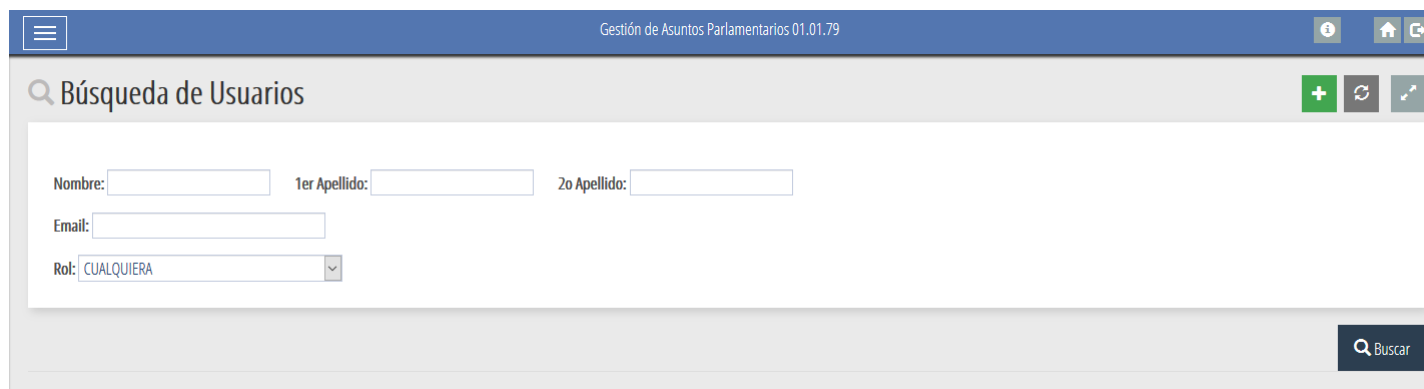 Gestión de Asuntos Parlamentarios 01.01.79
Búsqueda de Usuarios
Nombre: 1er Apellido: 2o Apellido:
Email:
Rol: CUALQUIERA
Buscar